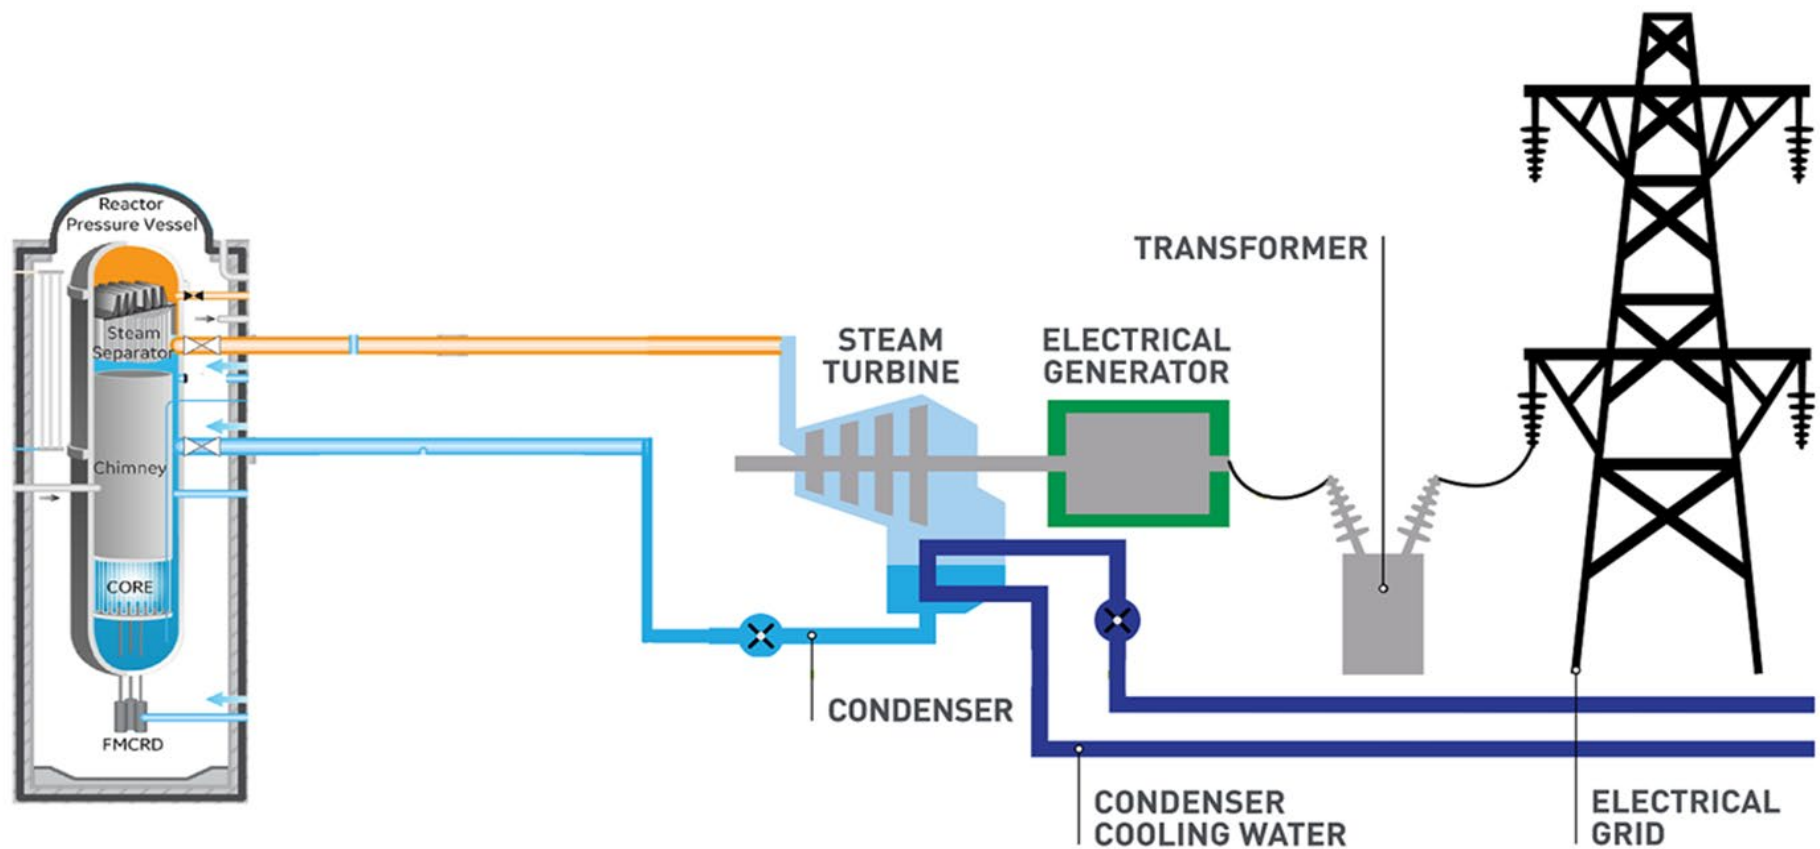 Reactor
Pressure Vessel
Steam
Separator
Chimney
CORE
FMCRD
STEAM
TURBINE
ELECTRICAL
GENERATOR
TRANSFORMER
CONDENSER
CONDENSER
COOLING WATER
ELECTRICAL
GRID